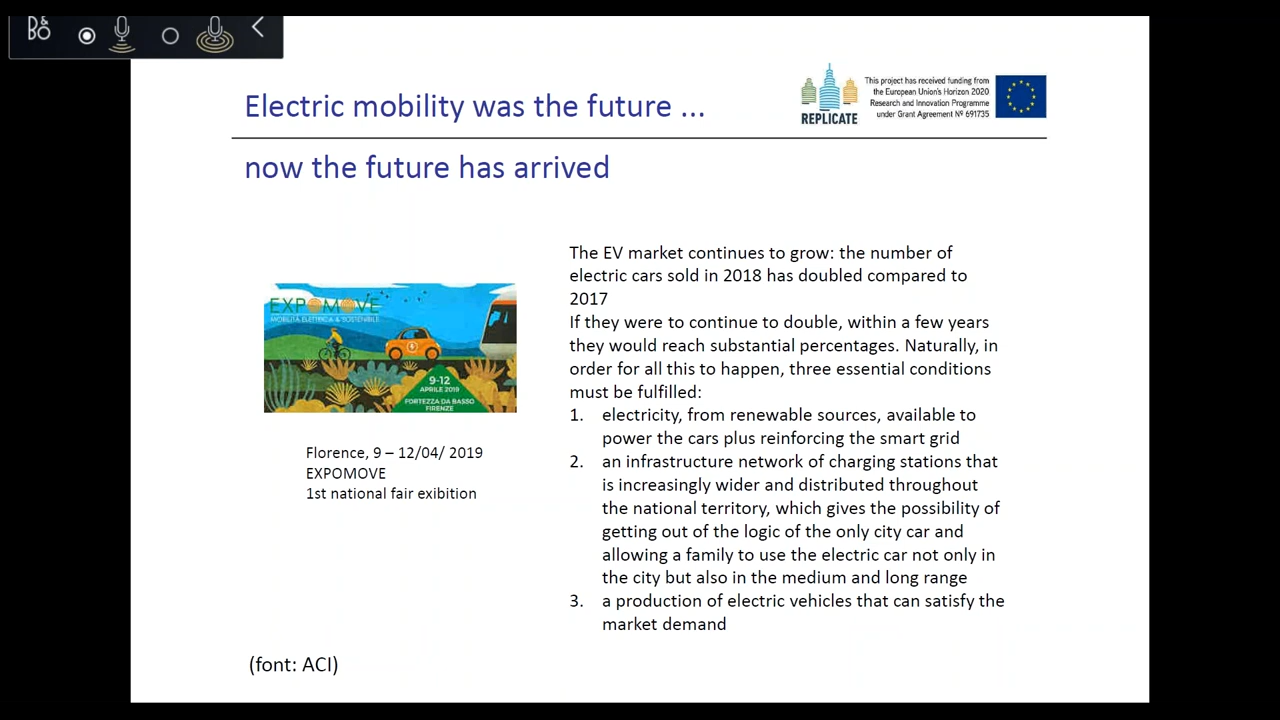 B&O
Electric mobility was the future ...
now the future has arrived
REPLICATE
This project has received funding from
the European Union's Horizon 2020
Research and Innovation Programme
under Grant Agreement Nº 691735
EXPOMOVE
MOBILITÀ ELETTRICA & SOSTENIBILE
9-12
APRILE 2019
FORTEZZA DA BASSO
FIRENZE
Florence, 9 – 12/04/ 2019
EXPOMOVE
1st national fair exibition
The EV market continues to grow: the number of
electric cars sold in 2018 has doubled compared to
2017
If they were to continue to double, within a few years
they would reach substantial percentages. Naturally, in
order for all this to happen, three essential conditions
must be fulfilled:
1. electricity, from renewable sources, available to
power the cars plus reinforcing the smart grid
2. an infrastructure network of charging stations that
is increasingly wider and distributed throughout
the national territory, which gives the possibility of
getting out of the logic of the only city car and
allowing a family to use the electric car not only in
the city but also in the medium and long range
3. a production of electric vehicles that can satisfy the
market demand
(font: ACI)